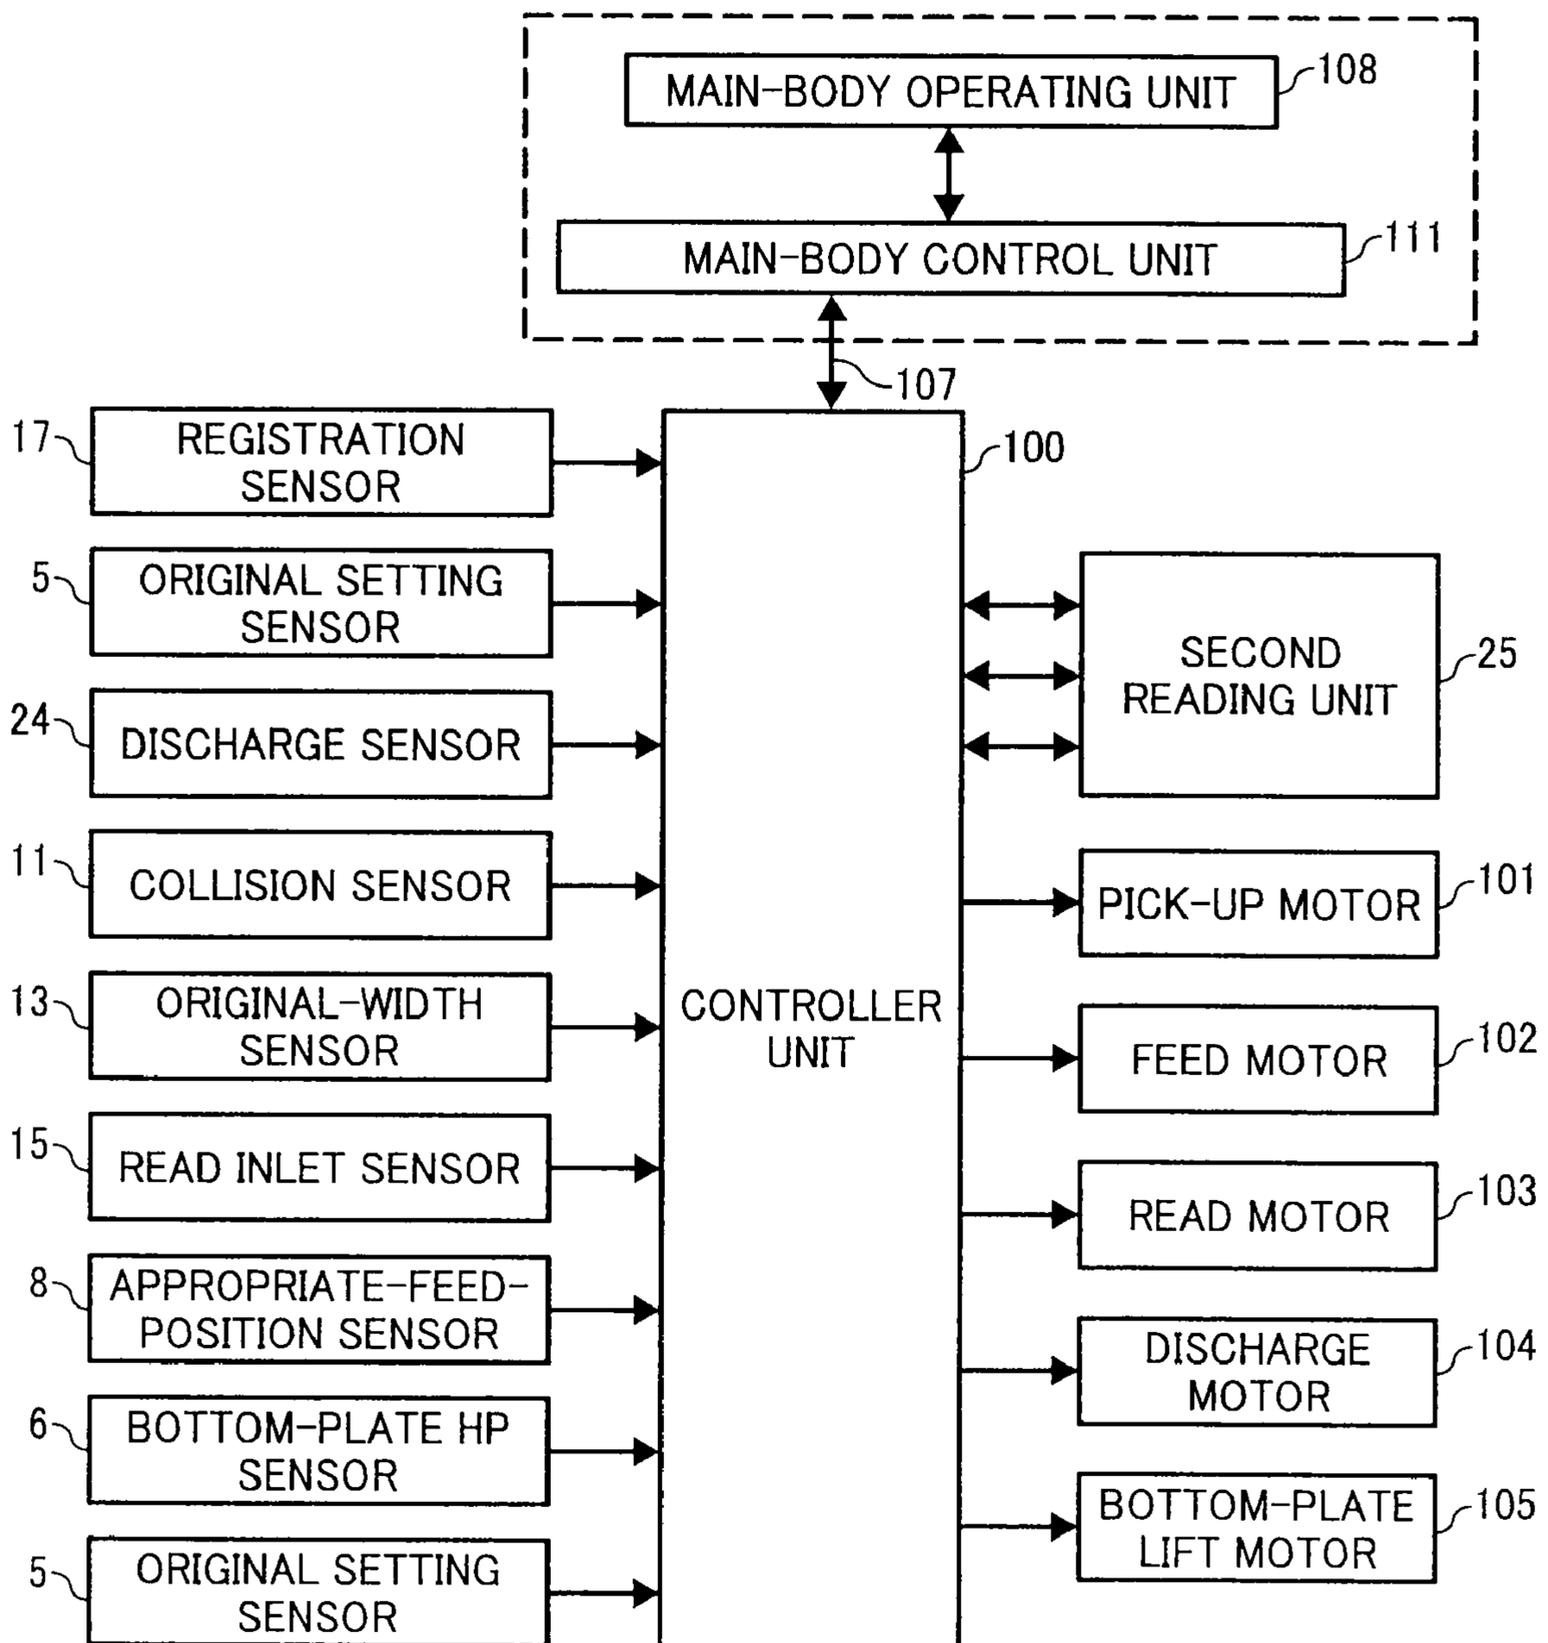 MAIN-BODY OPERATING UNIT
108
MAIN-BODY CONTROL UNIT
111
107
17
REGISTRATION
SENSOR
5
ORIGINAL SETTING
SENSOR
24
DISCHARGE SENSOR
11
COLLISION SENSOR
13
ORIGINAL-WIDTH
SENSOR
15
READ INLET SENSOR
8
APPROPRIATE-FEED-
POSITION SENSOR
6
BOTTOM-PLATE HP
SENSOR
5
ORIGINAL SETTING
SENSOR
100
CONTROLLER
UNIT
SECOND
READING UNIT
25
PICK-UP MOTOR
101
FEED MOTOR
102
READ MOTOR
103
DISCHARGE
MOTOR
104
BOTTOM-PLATE
LIFT MOTOR
105